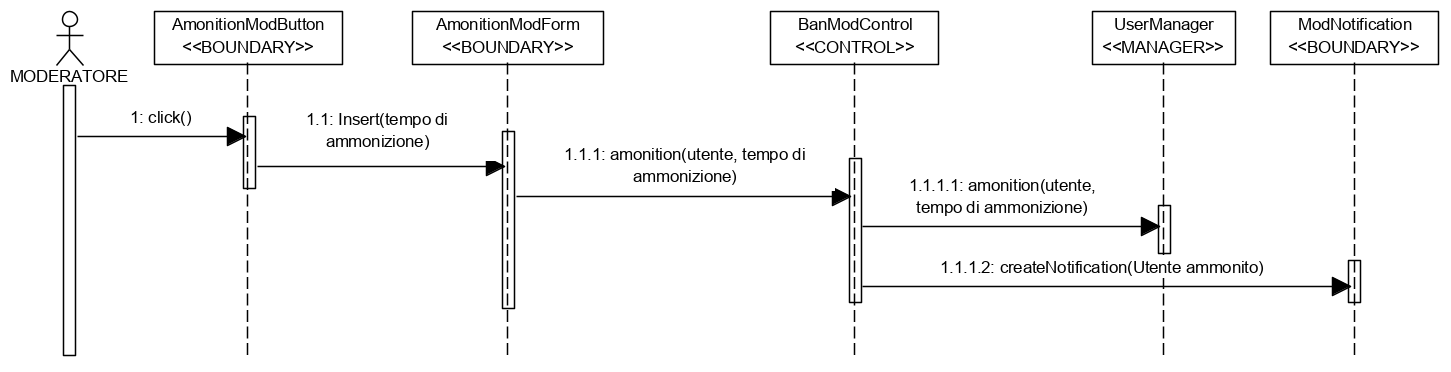 AmonitionModButton
<<BOUNDARY>>
AmonitionModForm
<<BOUNDARY>>
BanModControl
<<CONTROL>>
UserManager
<<MANAGER>>
ModNotification
<<BOUNDARY>>
MODERATORE
1: click()
1.1: Insert(tempo di
ammonizione)
1.1.1: amonition(utente, tempo di
ammonizione)
1.1.1.1: amonition(utente,
tempo di ammonizione)
1.1.1.2: createNotification(Utente ammonito)